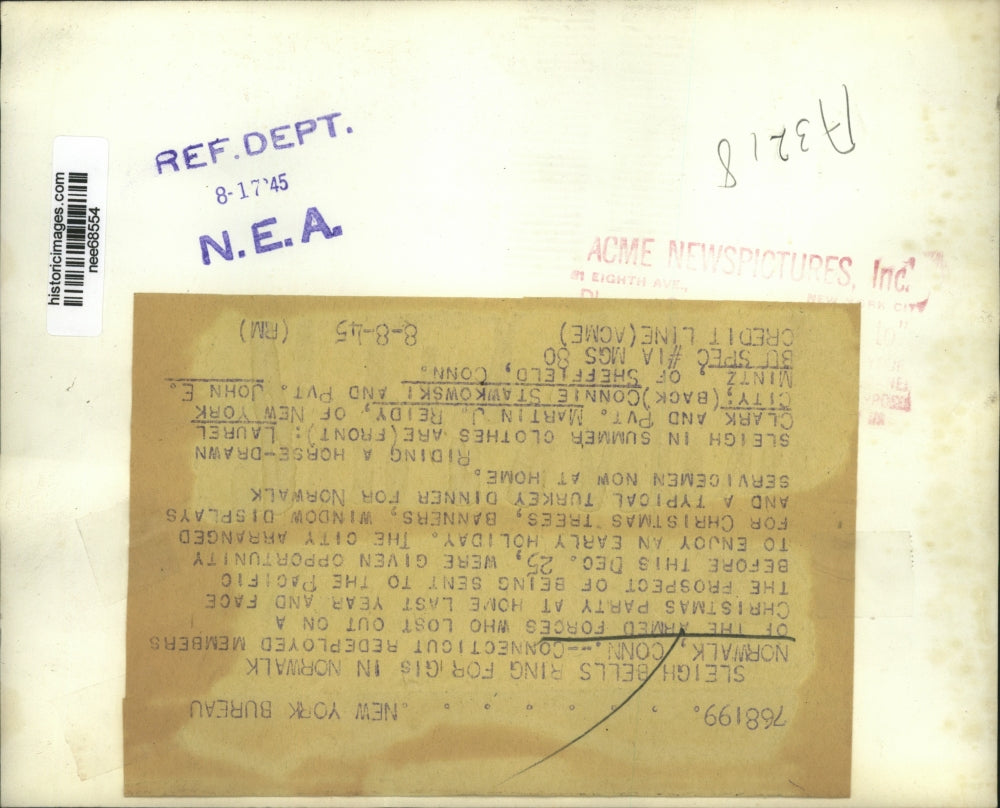 historicimages.com
nee68554
REF. DEPT.
8-17'45
N.E.A.
A3218
ACME NEWSPICTURES, Inc.
EIGHTH AVE.,
NEW YORK CITY
768199. . . . . . . .NEW YORK BUREAU
SLEIGH BELLS RING FOR GIS IN NORWALK
NORWALK, CONN.--CONNECTICUT REDEPLOYED MEMBERS
OF THE ARMED FORCES WHO LOST OUT ON A
CHRISTMAS PARTY AT HOME LAST YEAR AND FACE
THE PROSPECT OF BEING SENT TO THE PACIFIC
BEFORE THIS DEC. 25, WERE GIVEN OPPORTUNITY
TO ENJOY AN EARLY HOLIDAY. THE CITY ARRANGED
FOR CHRISTMAS TREES, BANNERS, WINDOW DISPLAYS
AND A TYPICAL TURKEY DINNER FOR NORWALK
SERVICEMEN NOW AT HOME.
RIDING A HORSE-DRAWN
SLEIGH IN SUMMER CLOTHES ARE(FRONT): LAUREL
CLARK AND PVT. MARTIN J. REIDY, OF NEW YORK
CITY; (BACK)CONNIE STAWKOWSKI AND PVT. JOHN E.
MINTZ, OF SHEFFIELD, CONN.
BU SPEC #1A MGS 80
CREDIT LINE(ACME) 8-8-45 (RM)